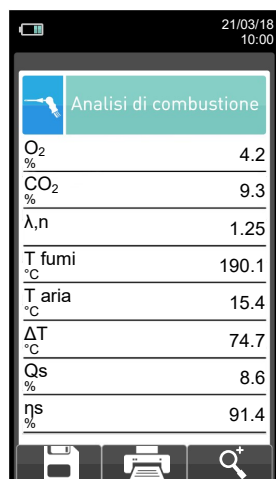 21/03/18
10:00
Analisi di combustione
O2
% 4.2
CO2
% 9.3
λ,n 1.25
T fumi
°C 190.1
T aria
°C 15.4
ΔT
°C 74.7
Qs
% 8.6
ηs
% 91.4